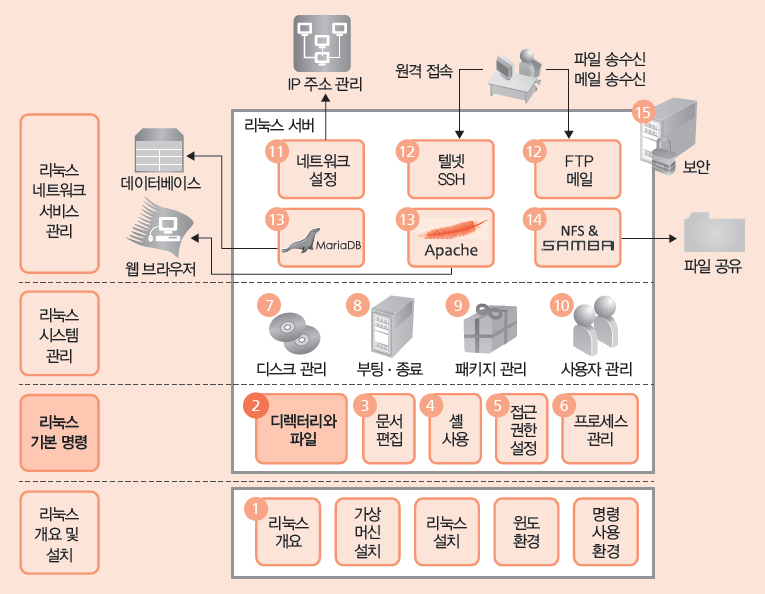 IP 주소 관리
원격 접속
파일 송수신
메일 송수신
리눅스
네트워크
서비스
관리
리눅스 서버
15
보안
데이터베이스
11
네트워크
설정
12
텔넷
SSH
12
FTP
메일
웹 브라우저
13
MariaDB
13
Apache
14
NFS &
SAMBA
파일 공유
리눅스
시스템
관리
7
디스크 관리
8
부팅·종료
9
패키지 관리
10
사용자 관리
리눅스
기본 명령
2
디렉터리와
파일
3
문서
편집
4
셸
사용
5
접근
권한
설정
6
프로세스
관리
리눅스
개요 및
설치
1
리눅스
개요
가상
머신
설치
리눅스
설치
윈도
환경
명령
사용
환경